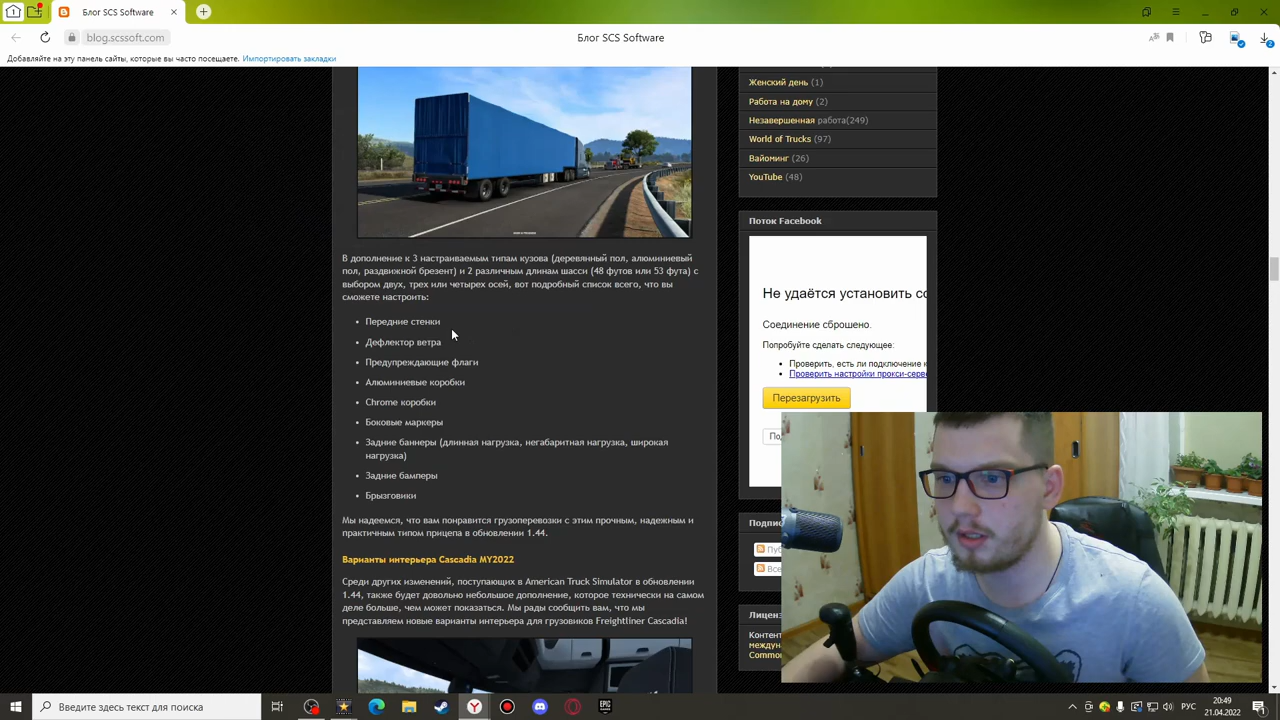 Блог SCS Software
blog.scssoft.com
Блог SCS Software
Добавляйте на эту панель сайты, которые вы часто посещаете. Импортировать закладки
В дополнение к 3 настраиваемым типам кузова (деревянный пол, алюминиевый
пол, раздвижной брезент) и 2 различным длинам шасси (48 футов или 53 фута) с
выбором двух, трех или четырех осей, вот подробный список всего, что вы
сможете настроить:
Передние стенки
Дефлектор ветра
Предупреждающие флаги
Алюминиевые коробки
Chrome коробки
Боковые маркеры
Задние баннеры (длинная нагрузка, негабаритная нагрузка, широкая
нагрузка)
Задние бамперы
Брызговики
Мы надеемся, что вам понравится грузоперевозки с этим прочным, надежным и
практичным типом прицепа в обновлении 1.44.
Варианты интерьера Cascadia MY2022
Среди других изменений, поступающих в American Truck Simulator в обновлении
1.44, также будет довольно небольшое дополнение, которое технически на самом
деле больше, чем может показаться. Мы рады сообщить вам, что мы
представляем новые варианты интерьера для грузовиков Freightliner Cascadia!
Женский день (1)
Работа на дому (2)
Незавершенная работа(249)
World of Trucks (97)
Вайоминг (26)
YouTube (48)
Поток Facebook
Не удаётся установить со
Соединение сброшено.
Попробуйте сделать следующее:
Проверить, есть ли подключение к
Проверить настройки прокси-серве
Перезагрузить
По
Подпи
Пуб
Все
Лиценз
Контент
между
Commo
Введите здесь текст для поиска
РУС
20:49
21.04.2022